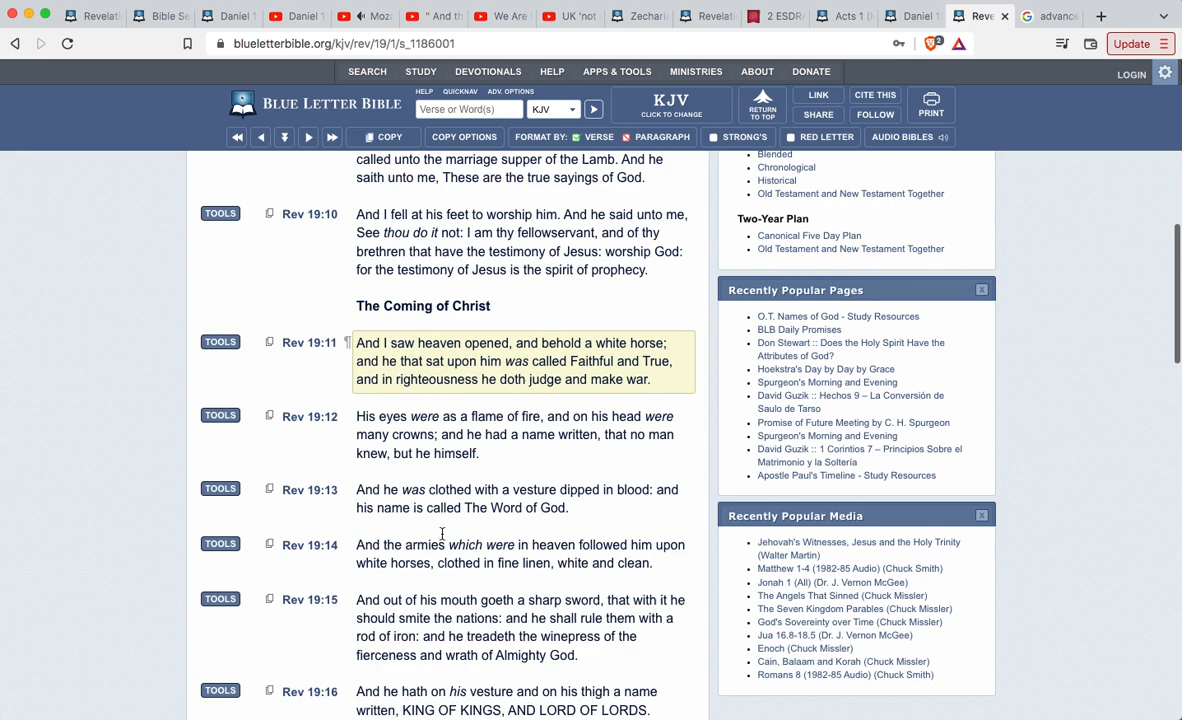 Revelati
Bible Se
Daniel 1
Daniel 1
Moza
" And th
We Are
UK 'not
Zechari
Revelati
2 ESDRA
Acts 1 (
Daniel 1
Reve
advance
blueletterbible.org/kjv/rev/19/1/s_1186001
2
Update
SEARCH STUDY DEVOTIONALS HELP APPS & TOOLS MINISTRIES ABOUT DONATE
LOGIN
BLUE LETTER BIBLE
HELP QUICKNAV ADV. OPTIONS
Verse or Word(s)
KJV
KJV
CLICK TO CHANGE
RETURN
TO TOP
LINK
CITE THIS
SHARE
FOLLOW
PRINT
COPY
COPY OPTIONS
FORMAT BY: VERSE PARAGRAPH
STRONG'S
RED LETTER
AUDIO BIBLES
called unto the marriage supper of the Lamb. And he
saith unto me, These are the true sayings of God.
TOOLS Rev 19:10 And I fell at his feet to worship him. And he said unto me,
See thou do it not: I am thy fellowservant, and of thy
brethren that have the testimony of Jesus: worship God:
for the testimony of Jesus is the spirit of prophecy.
The Coming of Christ
TOOLS Rev 19:11 ¶ And I saw heaven opened, and behold a white horse;
and he that sat upon him was called Faithful and True,
and in righteousness he doth judge and make war.
TOOLS Rev 19:12 His eyes were as a flame of fire, and on his head were
many crowns; and he had a name written, that no man
knew, but he himself.
TOOLS Rev 19:13 And he was clothed with a vesture dipped in blood: and
his name is called The Word of God.
TOOLS Rev 19:14 And the armies which were in heaven followed him upon
white horses, clothed in fine linen, white and clean.
TOOLS Rev 19:15 And out of his mouth goeth a sharp sword, that with it he
should smite the nations: and he shall rule them with a
rod of iron: and he treadeth the winepress of the
fierceness and wrath of Almighty God.
TOOLS Rev 19:16 And he hath on his vesture and on his thigh a name
written, KING OF KINGS, AND LORD OF LORDS.
Blended
Chronological
Historical
Old Testament and New Testament Together
Two-Year Plan
Canonical Five Day Plan
Old Testament and New Testament Together
Recently Popular Pages
O.T. Names of God - Study Resources
BLB Daily Promises
Don Stewart :: Does the Holy Spirit Have the
Attributes of God?
Hoekstra's Day by Day by Grace
Spurgeon's Morning and Evening
David Guzik :: Hechos 9 – La Conversión de
Saulo de Tarso
Promise of Future Meeting by C. H. Spurgeon
Spurgeon's Morning and Evening
David Guzik :: 1 Corintios 7 – Principios Sobre el
Matrimonio y la Soltería
Apostle Paul's Timeline - Study Resources
Recently Popular Media
Jehovah's Witnesses, Jesus and the Holy Trinity
(Walter Martin)
Matthew 1-4 (1982-85 Audio) (Chuck Smith)
Jonah 1 (All) (Dr. J. Vernon McGee)
The Angels That Sinned (Chuck Missler)
The Seven Kingdom Parables (Chuck Missler)
God's Sovereinty over Time (Chuck Missler)
Jua 16.8-18.5 (Dr. J. Vernon McGee)
Enoch (Chuck Missler)
Cain, Balaam and Korah (Chuck Missler)
Romans 8 (1982-85 Audio) (Chuck Smith)